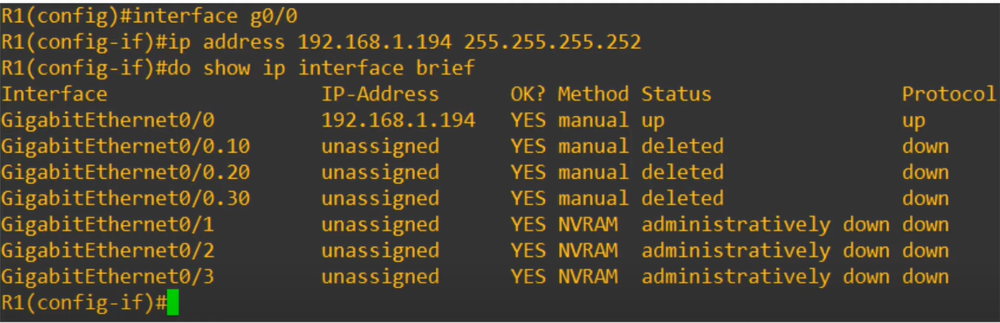 R1(config)#interface g0/0
R1(config-if)#ip address 192.168.1.194 255.255.255.252
R1(config-if)#do show ip interface brief
Interface                  IP-Address      OK? Method Status                Protocol
GigabitEthernet0/0         192.168.1.194   YES manual up                    up
GigabitEthernet0/0.10      unassigned      YES manual deleted               down
GigabitEthernet0/0.20      unassigned      YES manual deleted               down
GigabitEthernet0/0.30      unassigned      YES manual deleted               down
GigabitEthernet0/1         unassigned      YES NVRAM  administratively down down
GigabitEthernet0/2         unassigned      YES NVRAM  administratively down down
GigabitEthernet0/3         unassigned      YES NVRAM  administratively down down
R1(config-if)#